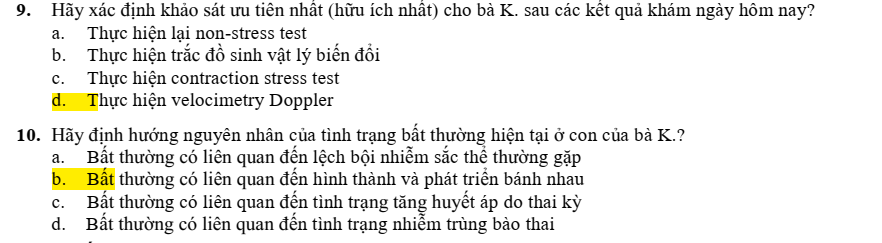 9. Hãy xác định khảo sát ưu tiên nhất (hữu ích nhất) cho bà K. sau các kết quả khám ngày hôm nay?
a. Thực hiện lại non-stress test
b. Thực hiện trắc đồ sinh vật lý biến đổi
c. Thực hiện contraction stress test
d. Thực hiện velocimetry Doppler
10. Hãy định hướng nguyên nhân của tình trạng bất thường hiện tại ở con của bà K.?
a. Bất thường có liên quan đến lệch bội nhiễm sắc thể thường gặp
b. Bất thường có liên quan đến hình thành và phát triển bánh nhau
c. Bất thường có liên quan đến tình trạng tăng huyết áp do thai kỳ
d. Bất thường có liên quan đến tình trạng nhiễm trùng bào thai